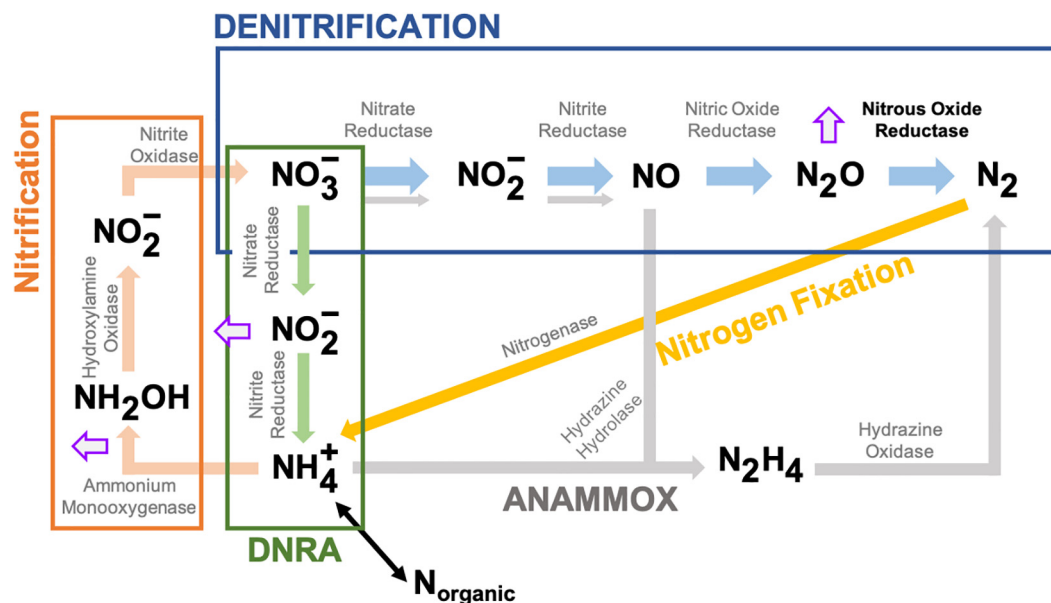 DENITRIFICATION
Nitrate
Reductase
Nitrite
Reductase
Nitric Oxide
Reductase
Nitrous Oxide
Reductase
Nitrification
Nitrite
Oxidase
NO₃⁻
NO₂⁻
NO
N₂O
N₂
NO₂⁻
Hydroxylamine
Oxidase
NH₂OH
Ammonium
Monooxygenase
Nitrate
Reductase
NO₂⁻
Nitrite
Reductase
NH₄⁺
DNRA
Nitrogenase
Nitrogen Fixation
Hydrazine
Hydrolase
ANAMMOX
N₂H₄
Hydrazine
Oxidase
Norganic